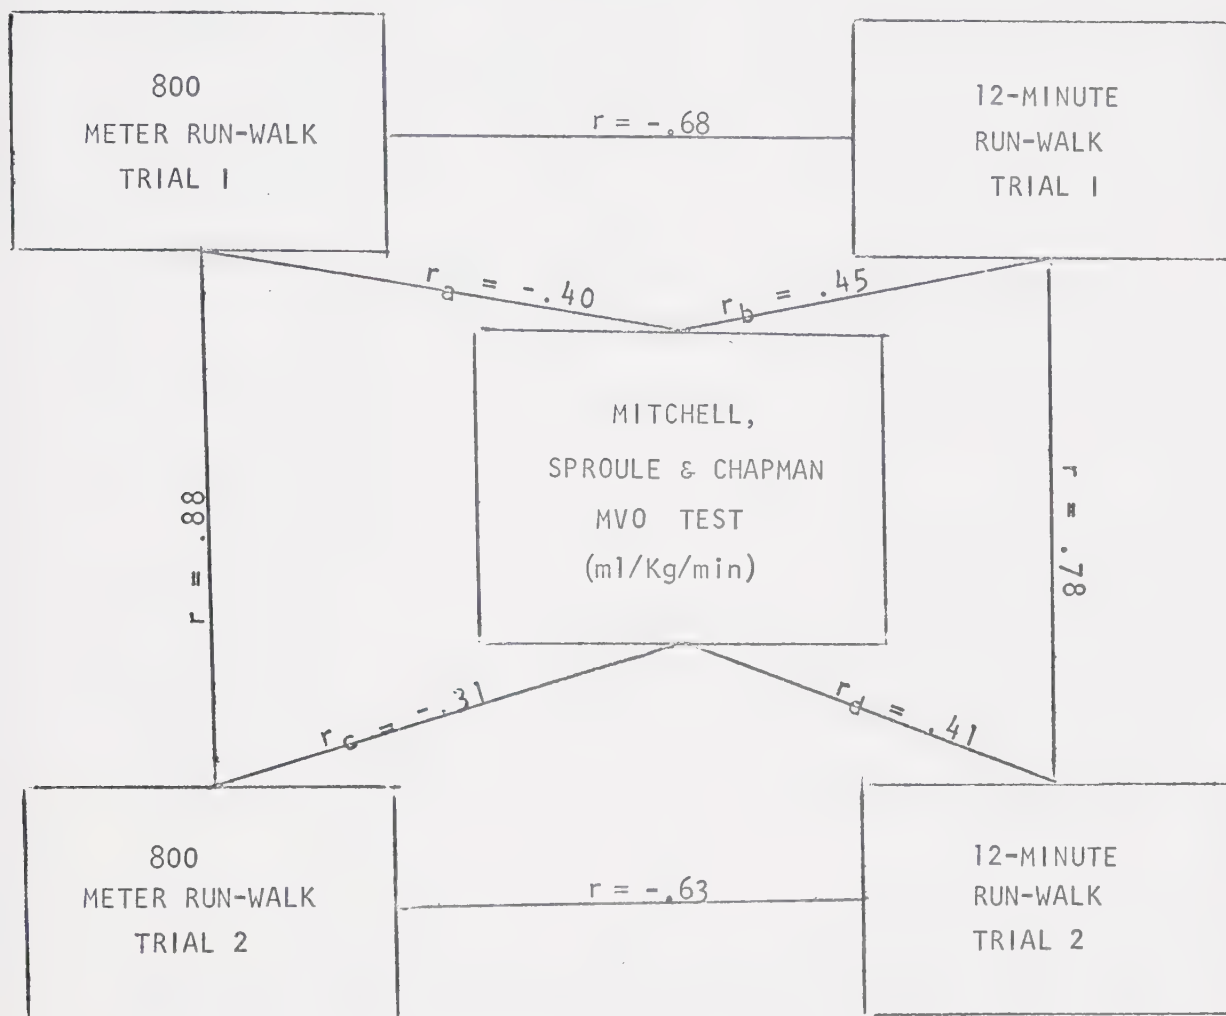 800
METER RUN-WALK
TRIAL 1
r = -.68
12-MINUTE
RUN-WALK
TRIAL 1
ra = -.40
rb = .45
MITCHELL,
SPROULE & CHAPMAN
MVO TEST
(ml/Kg/min)
r = .88
r = .78
rc = -.31
rd = .41
800
METER RUN-WALK
TRIAL 2
r = -.63
12-MINUTE
RUN-WALK
TRIAL 2